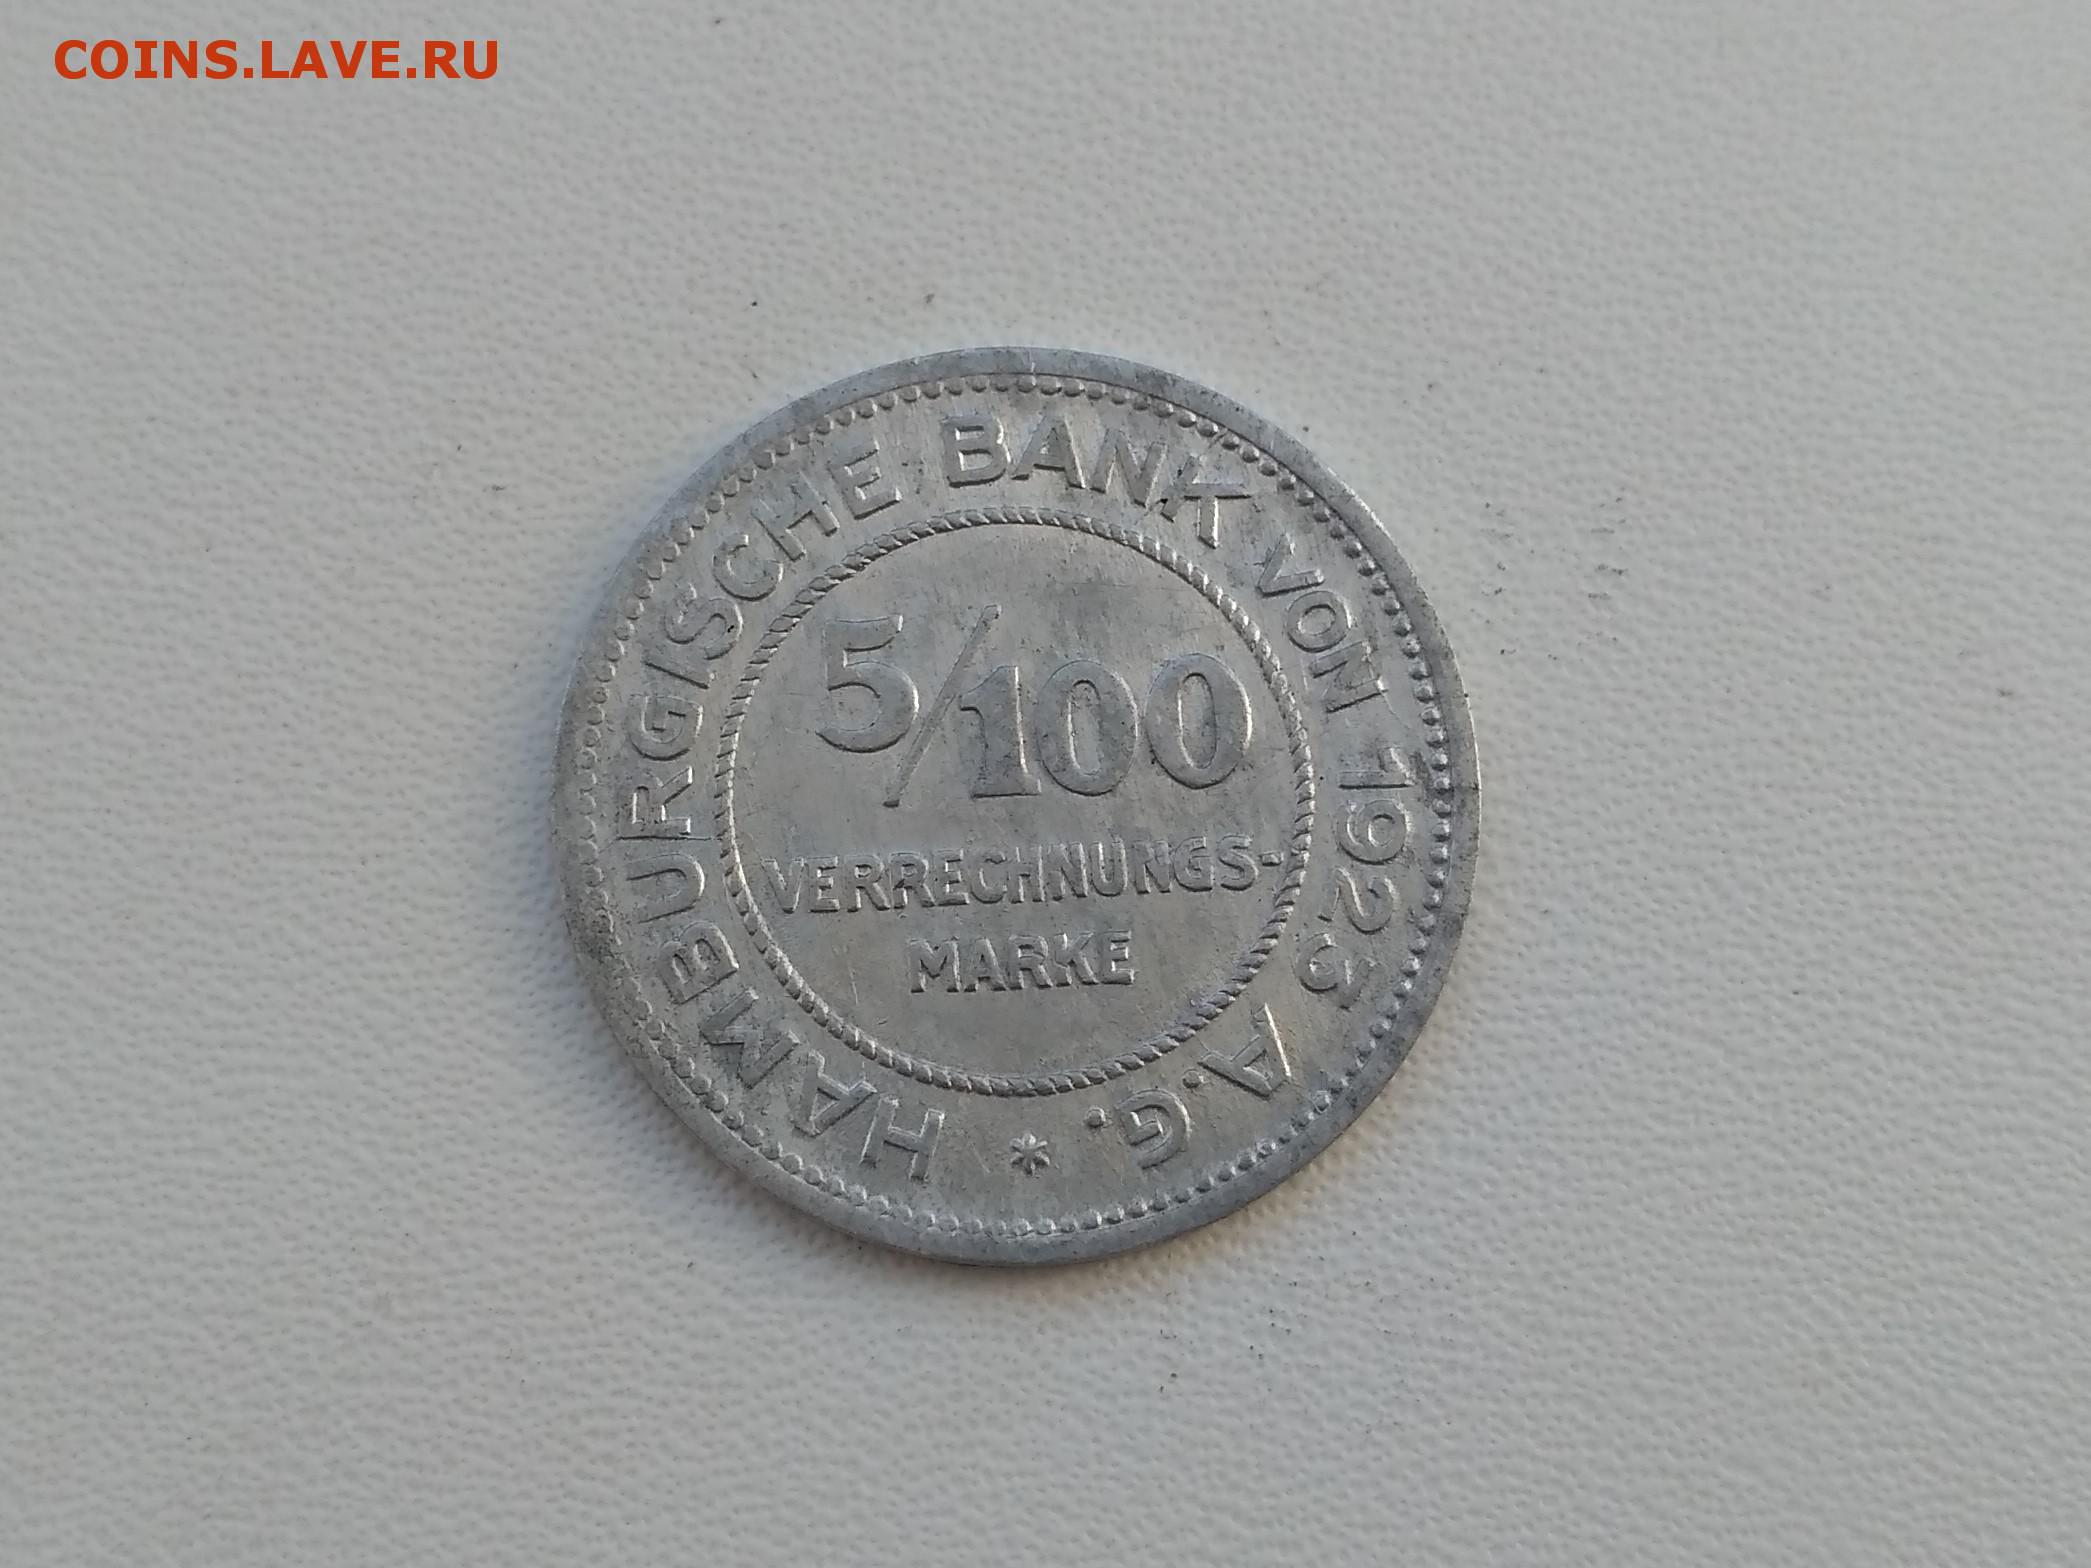 COINS.LAVE.RU
HAMBURGISCHE BANK VON 1923 A.G. *
5/100
VERRECHNUNGS-
MARKE